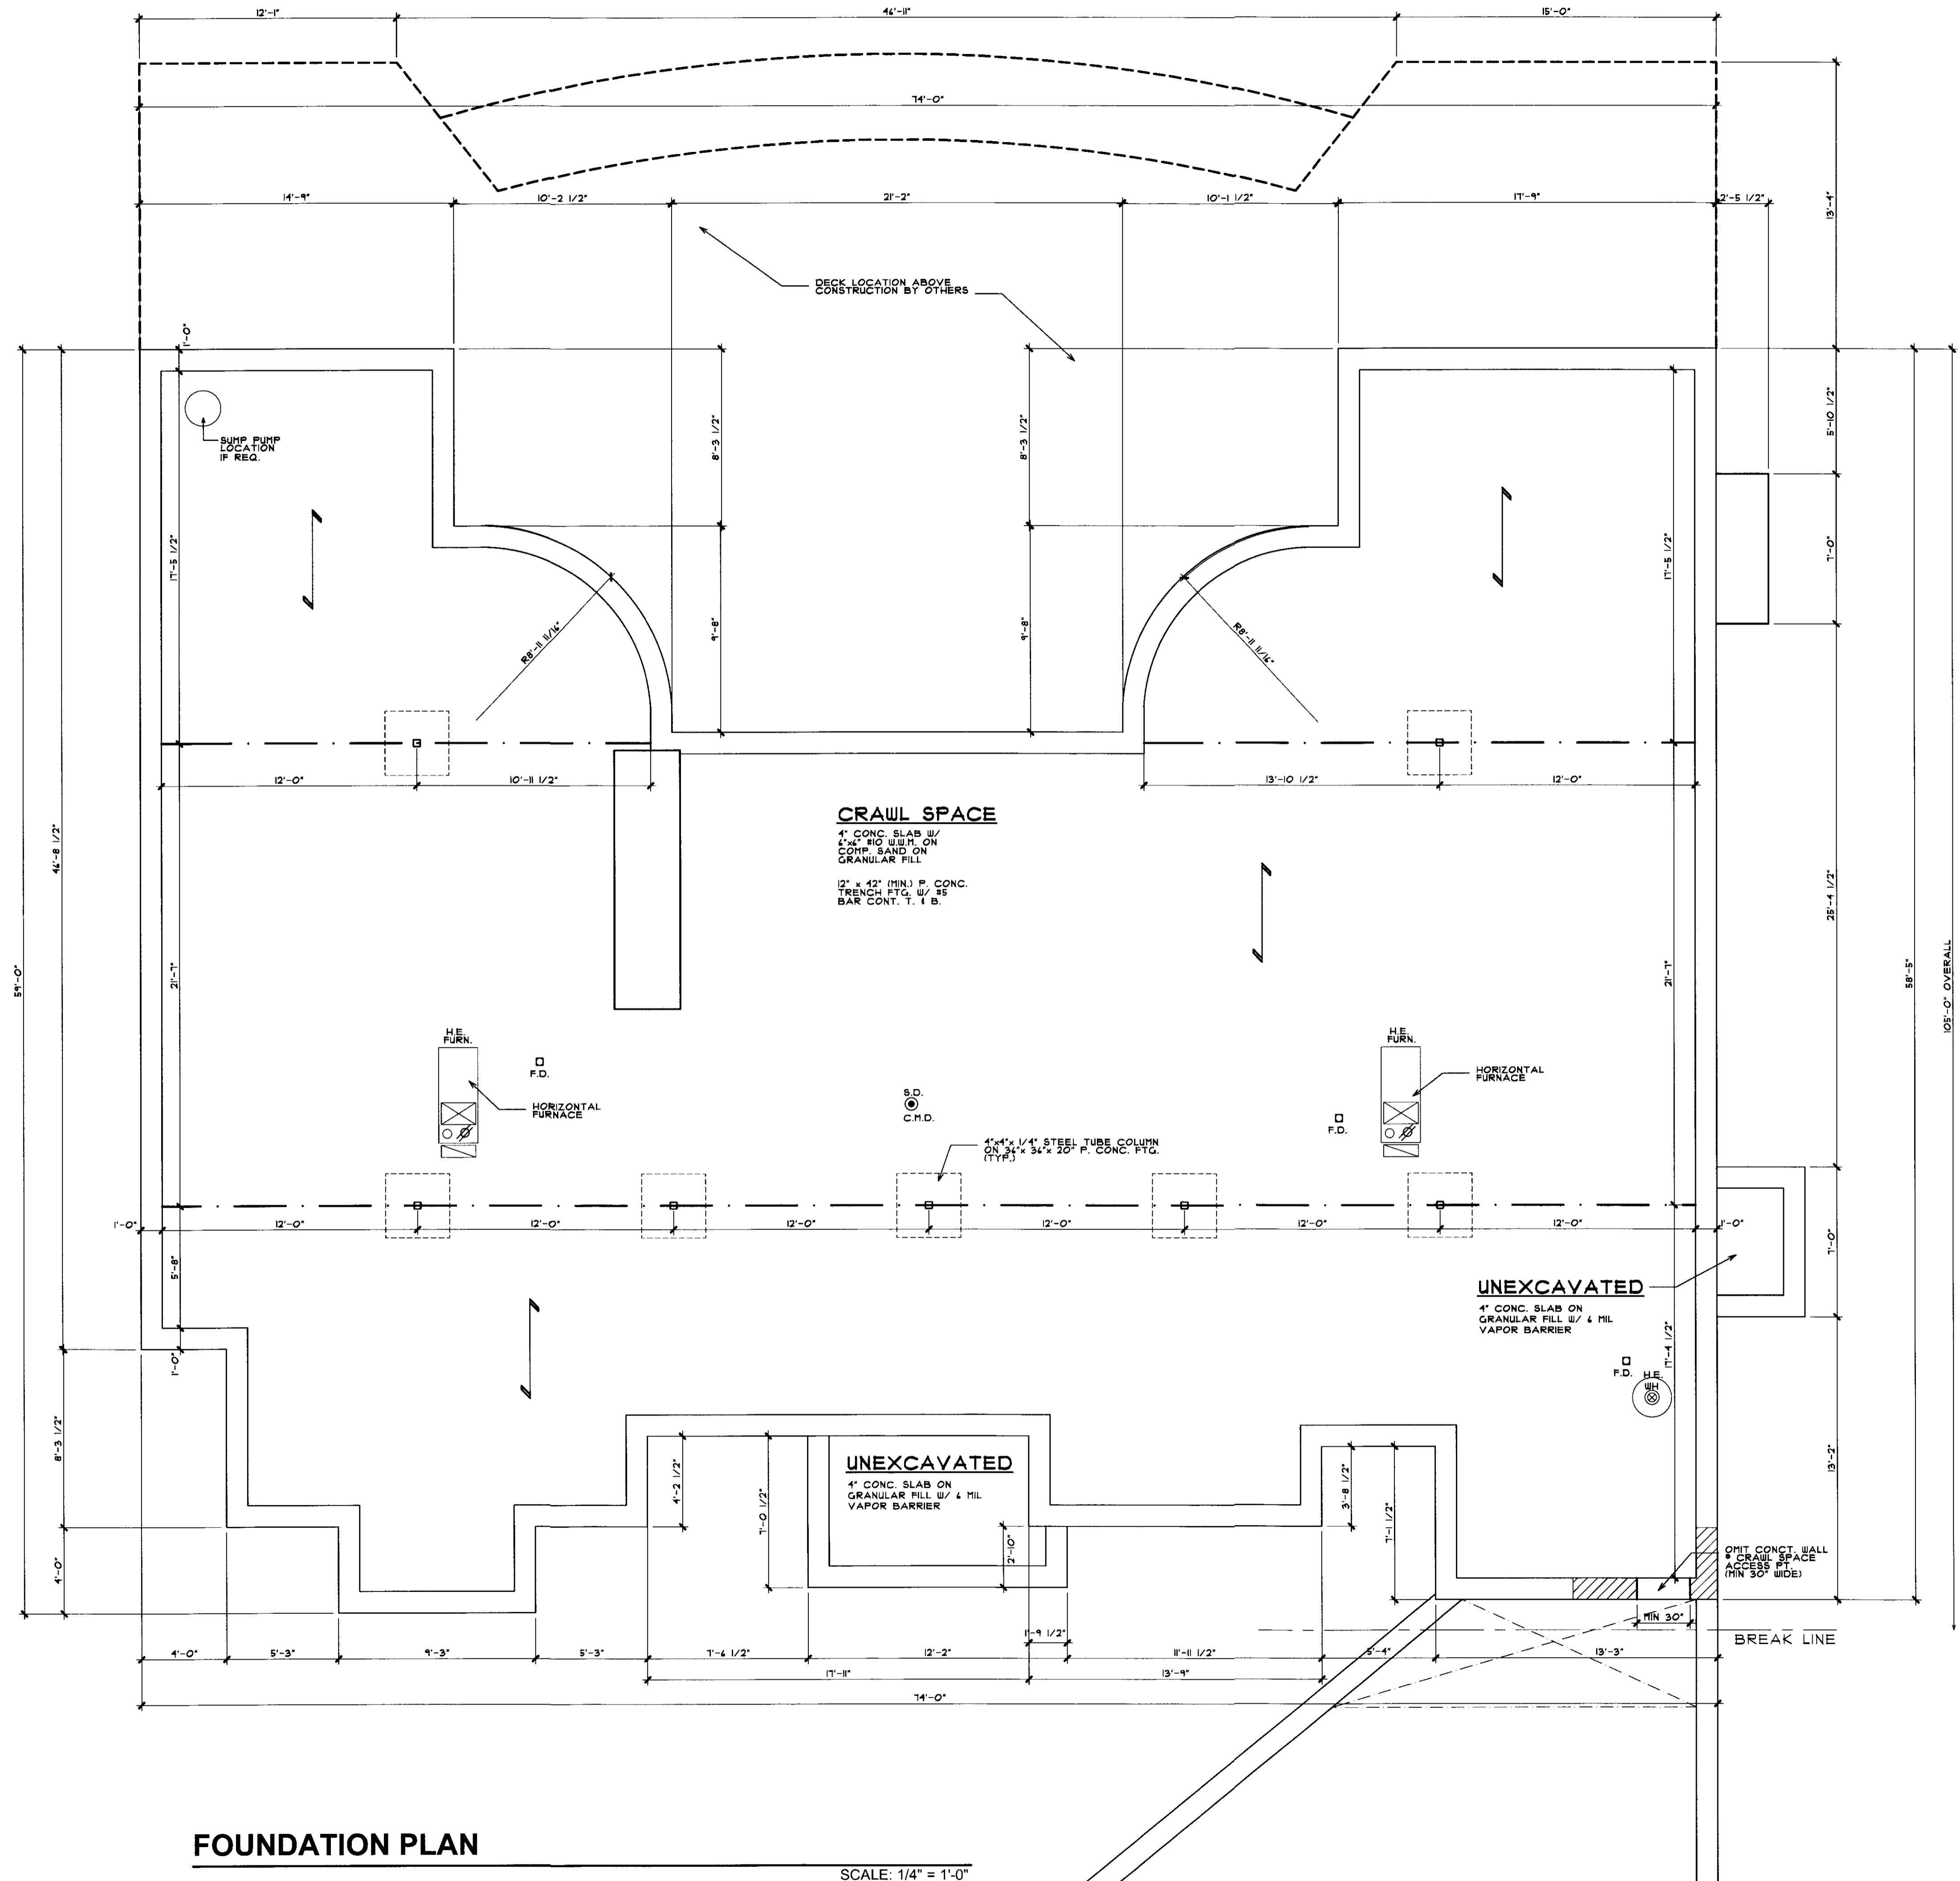 12'-1"
46'-11"
15'-0"
74'-0"
14'-9"
10'-2 1/2"
21'-2"
10'-1 1/2"
17'-9"
2'-5 1/2"
13'-4"
DECK LOCATION ABOVE
CONSTRUCTION BY OTHERS
1'-0"
SUMP PUMP
LOCATION
IF REQ.
8'-3 1/2"
8'-3 1/2"
5'-10 1/2"
17'-5 1/2"
17'-5 1/2"
7'-0"
R8'-11 11/16"
9'-8"
9'-8"
R8'-11 11/16"
12'-0"
10'-11 1/2"
13'-10 1/2"
12'-0"
CRAWL SPACE
4" CONC. SLAB W/
6"x6" #10 W.W.M. ON
COMP. SAND ON
GRANULAR FILL
12" x 42" (MIN.) P. CONC.
TRENCH FTG. W/ #5
BAR CONT. T. & B.
46'-8 1/2"
59'-0"
21'-7"
21'-7"
25'-4 1/2"
58'-5"
105'-0" OVERALL
H.E.
FURN.
F.D.
HORIZONTAL
FURNACE
S.D.
C.M.D.
H.E.
FURN.
HORIZONTAL
FURNACE
F.D.
4"x4"x 1/4" STEEL TUBE COLUMN
ON 36"x 36"x 20" P. CONC. FTG.
(TYP.)
1'-0"
12'-0"
12'-0"
12'-0"
12'-0"
12'-0"
12'-0"
1'-0"
5'-8"
7'-0"
UNEXCAVATED
4" CONC. SLAB ON
GRANULAR FILL W/ 6 MIL
VAPOR BARRIER
1'-0"
17'-4 1/2"
F.D.
H.E.
WH
8'-3 1/2"
4'-2 1/2"
7'-0 1/2"
UNEXCAVATED
4" CONC. SLAB ON
GRANULAR FILL W/ 6 MIL
VAPOR BARRIER
2'-10"
3'-8 1/2"
7'-1 1/2"
13'-2"
4'-0"
OMIT CONCT. WALL
@ CRAWL SPACE
ACCESS PT.
(MIN 30" WIDE)
MIN 30"
BREAK LINE
4'-0"
5'-3"
9'-3"
5'-3"
7'-6 1/2"
12'-2"
1'-9 1/2"
11'-11 1/2"
5'-4"
13'-3"
17'-11"
13'-9"
74'-0"
FOUNDATION PLAN
SCALE: 1/4" = 1'-0"